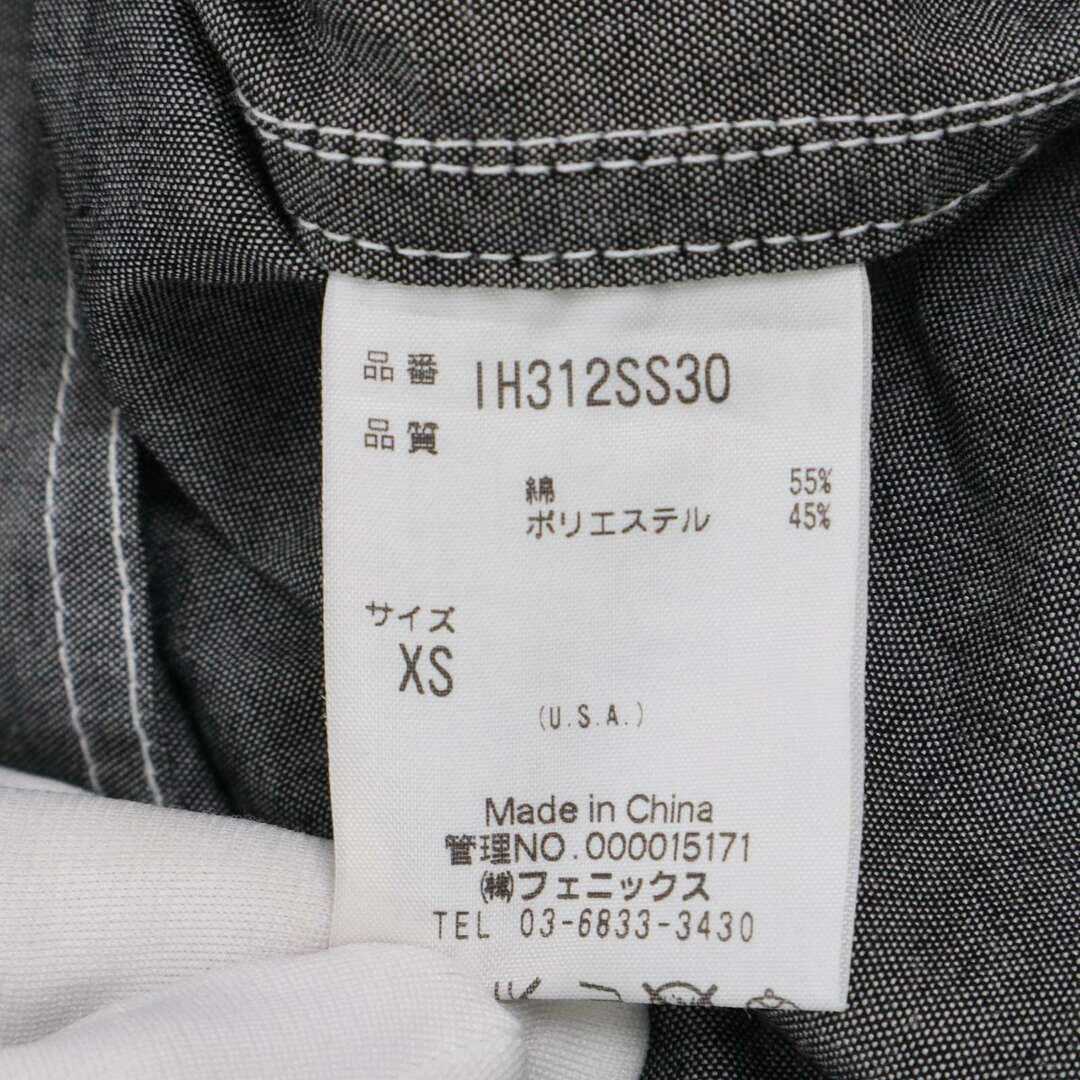 品番 IH312SS30
品質
綿 55%
ポリエステル 45%
サイズ
XS
(U.S.A.)
Made in China
管理NO.000015171
㈱フェニックス
TEL 03-6833-3430